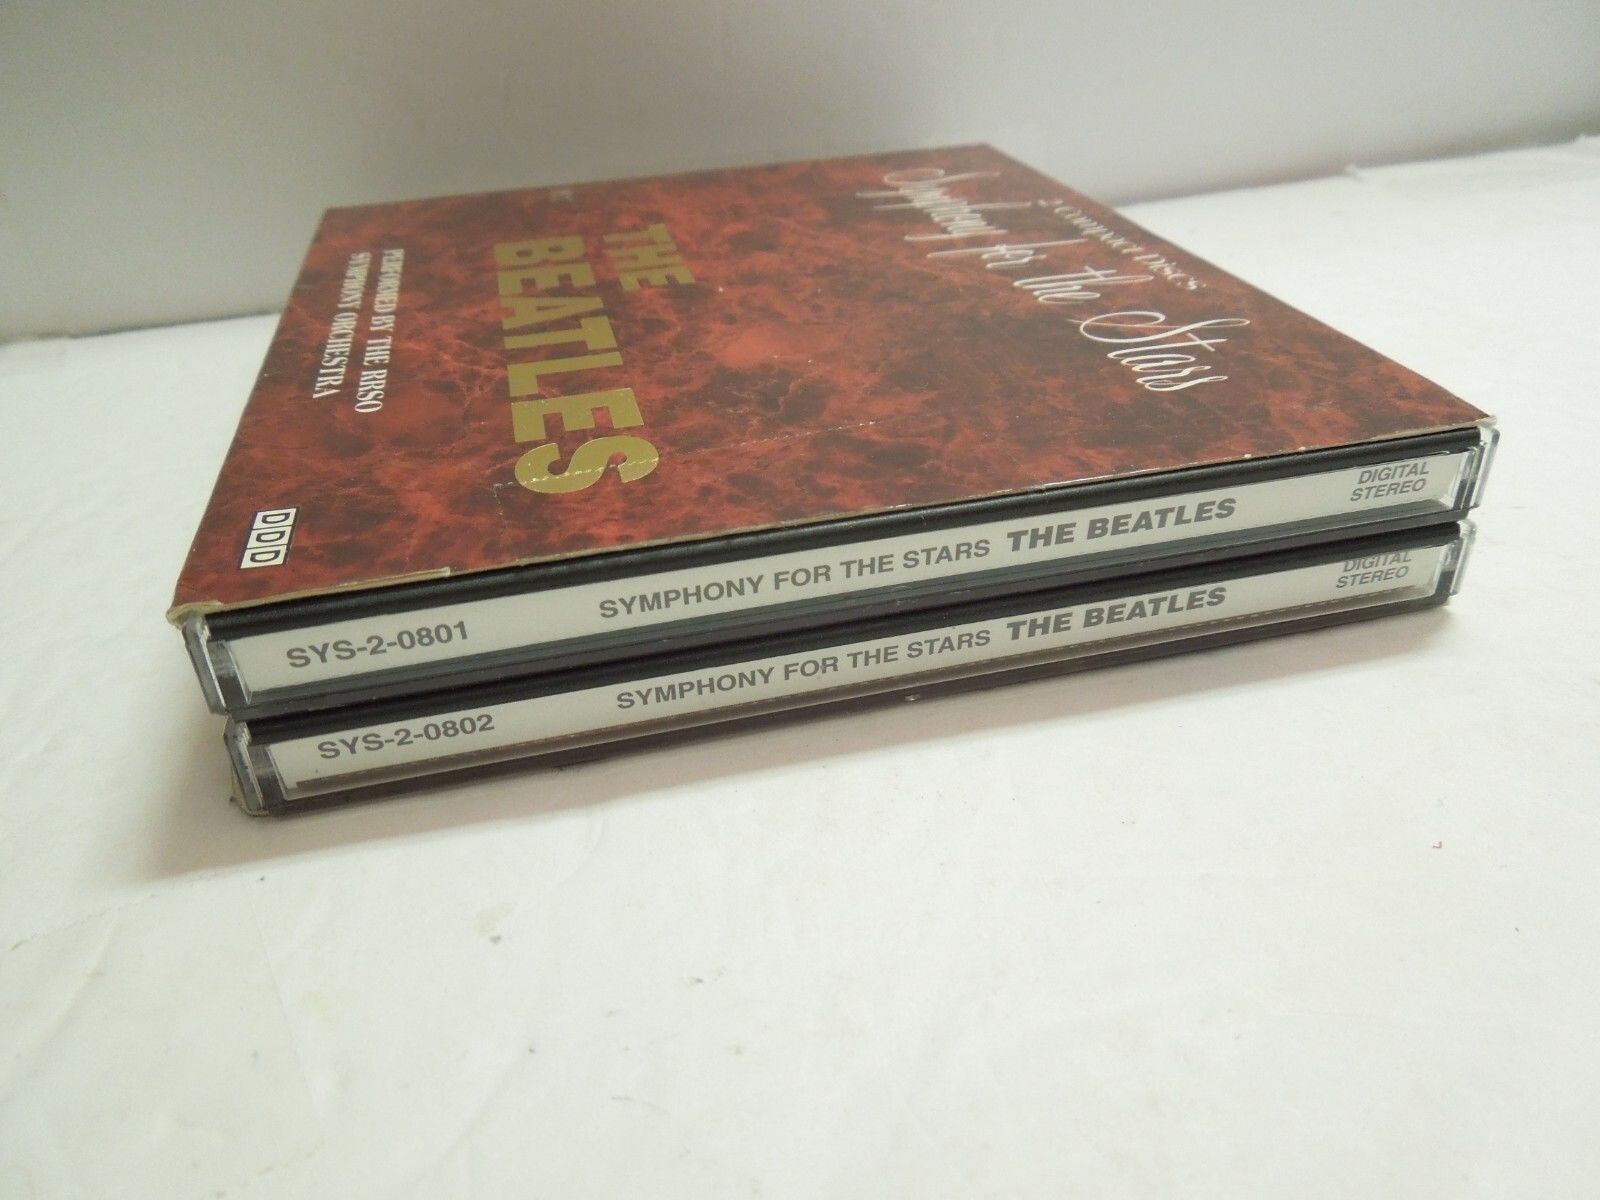 2 Compact Discs
Symphony for the Stars
THE
BEATLES
PERFORMED BY THE RRSO
SYMPHONY ORCHESTRA
DDD
SYS-2-0801 SYMPHONY FOR THE STARS THE BEATLES DIGITAL
STEREO
SYS-2-0802 SYMPHONY FOR THE STARS THE BEATLES DIGITAL
STEREO